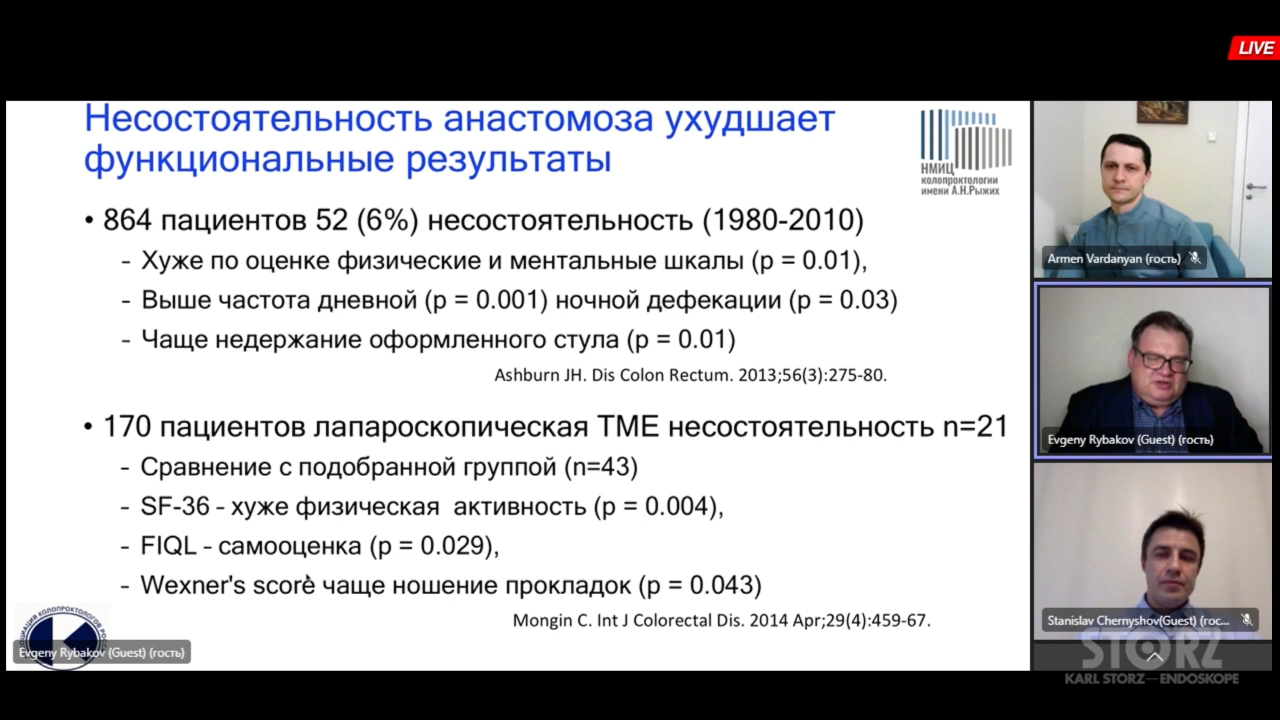 LIVE
Несостоятельность анастомоза ухудшает
функциональные результаты
НМИЦ
колопроктологии
имени А.Н.Рыжих
• 864 пациентов 52 (6%) несостоятельность (1980-2010)
- Хуже по оценке физические и ментальные шкалы (p = 0.01),
- Выше частота дневной (p = 0.001) ночной дефекации (p = 0.03)
- Чаще недержание оформленного стула (p = 0.01)
Ashburn JH. Dis Colon Rectum. 2013;56(3):275-80.
• 170 пациентов лапароскопическая TME несостоятельность n=21
- Сравнение с подобранной группой (n=43)
- SF-36 - хуже физическая активность (p = 0.004),
- FIQL - самооценка (p = 0.029),
- Wexner's score чаще ношение прокладок (p = 0.043)
Mongin C. Int J Colorectal Dis. 2014 Apr;29(4):459-67.
Evgeny Rybakov (Guest) (гость)
Armen Vardanyan (гость)
Evgeny Rybakov (Guest) (гость)
Stanislav Chernyshov(Guest) (гос...
STORZ
KARL STORZ—ENDOSKOPE